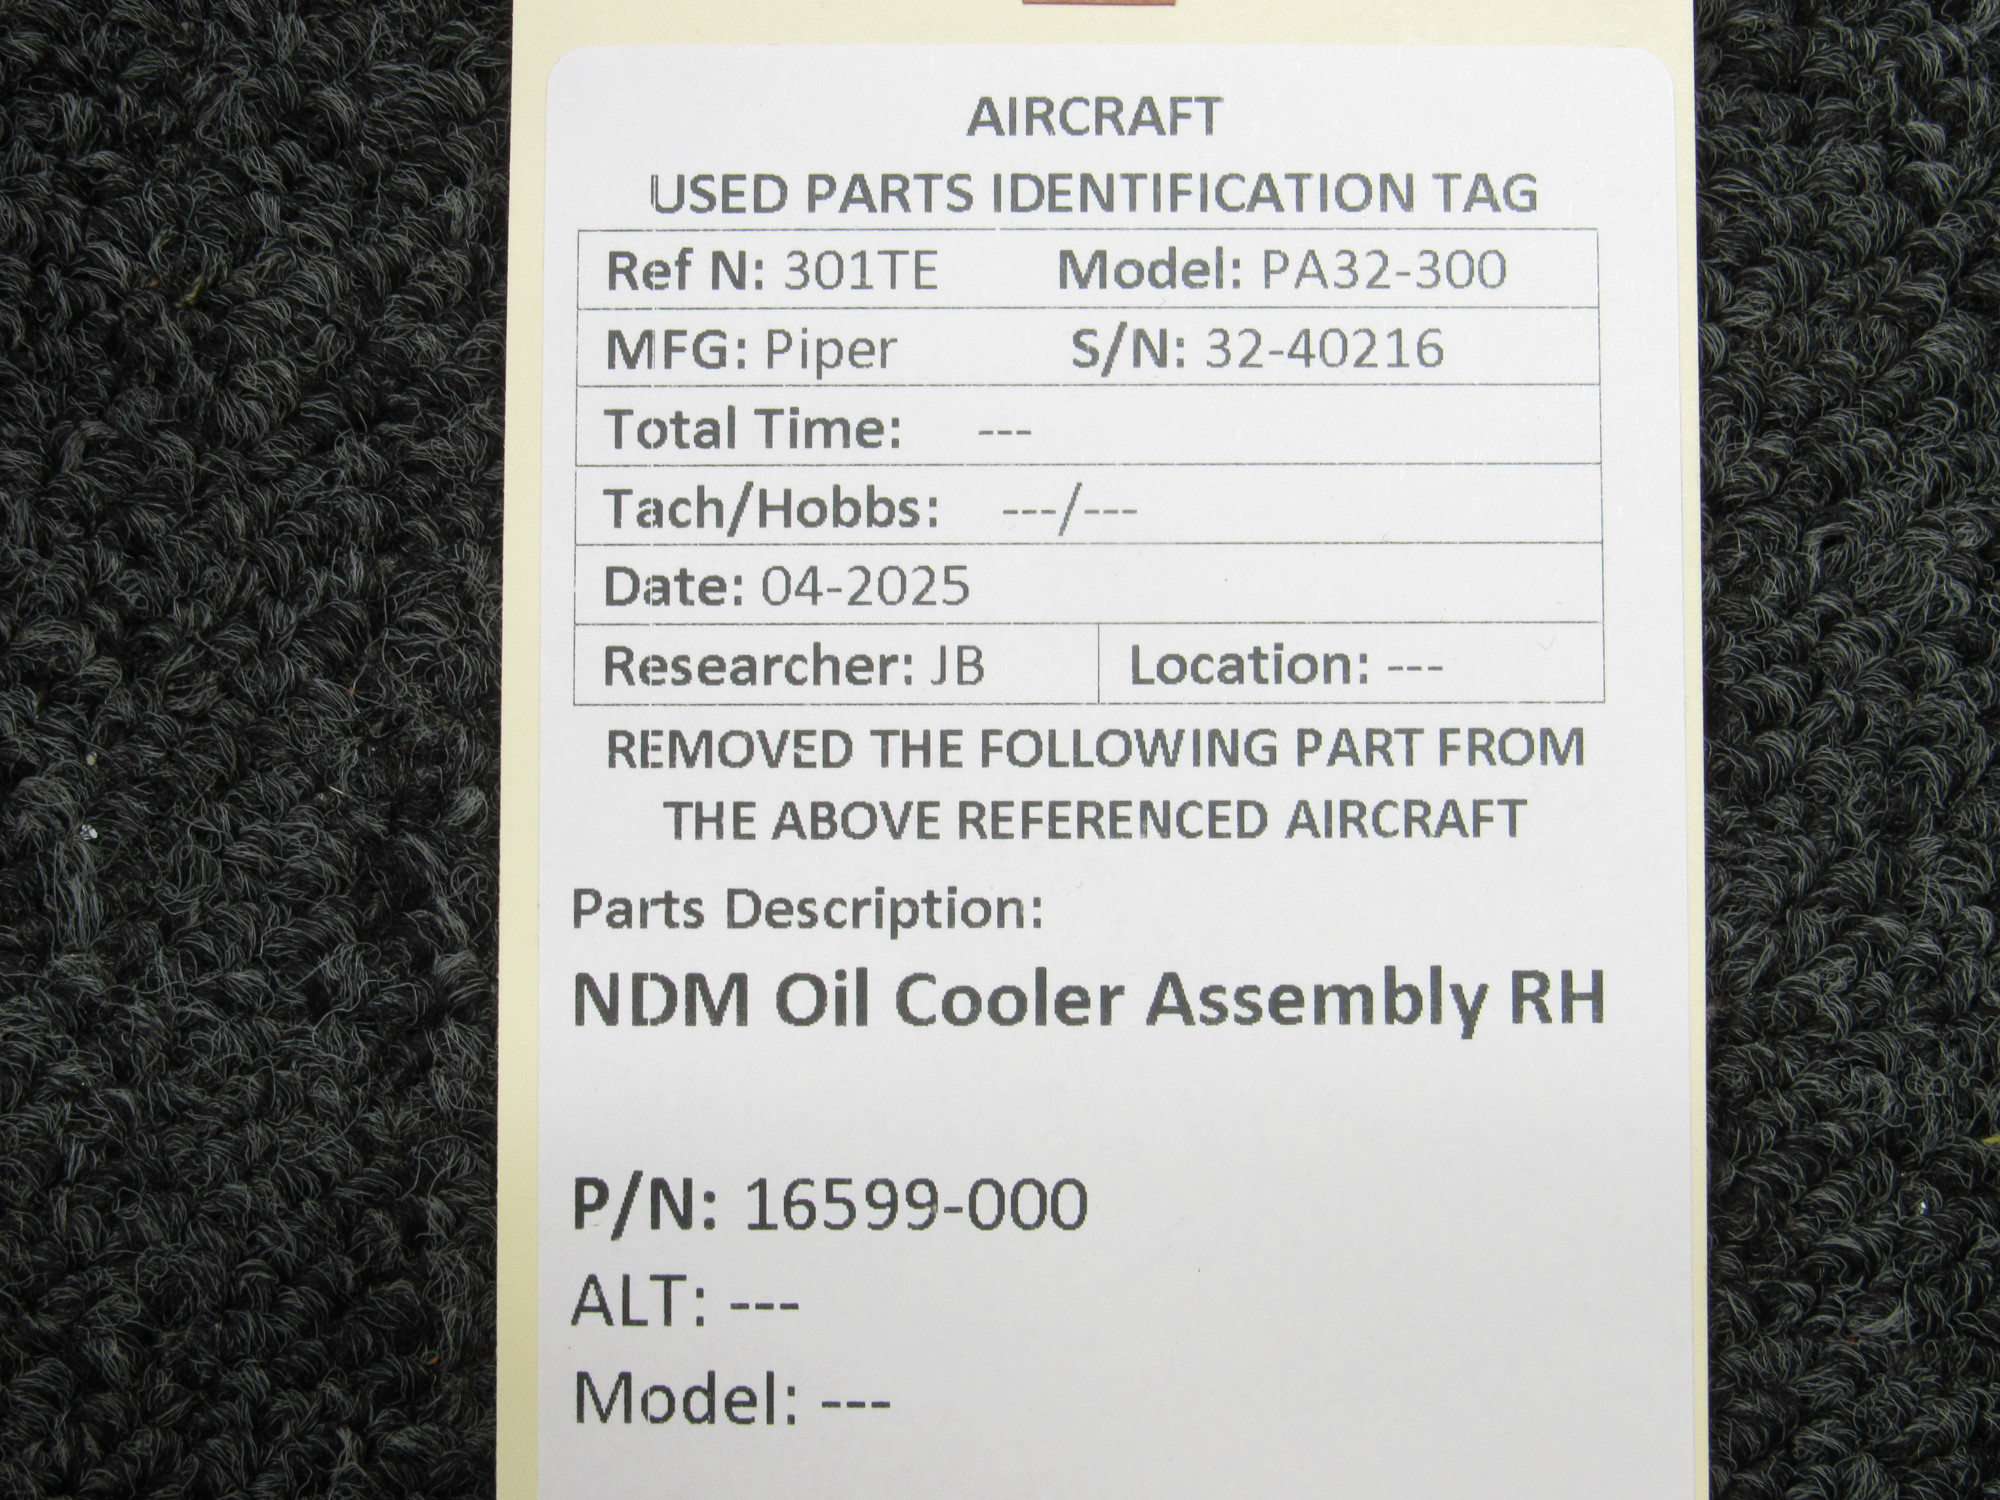 AIRCRAFT
USED PARTS IDENTIFICATION TAG
Ref N: 301TE Model: PA32-300
MFG: Piper S/N: 32-40216
Total Time: ---
Tach/Hobbs: ---/---
Date: 04-2025
Researcher: JB Location: ---
REMOVED THE FOLLOWING PART FROM
THE ABOVE REFERENCED AIRCRAFT
Parts Description:
NDM Oil Cooler Assembly RH
P/N: 16599-000
ALT: ---
Model: ---